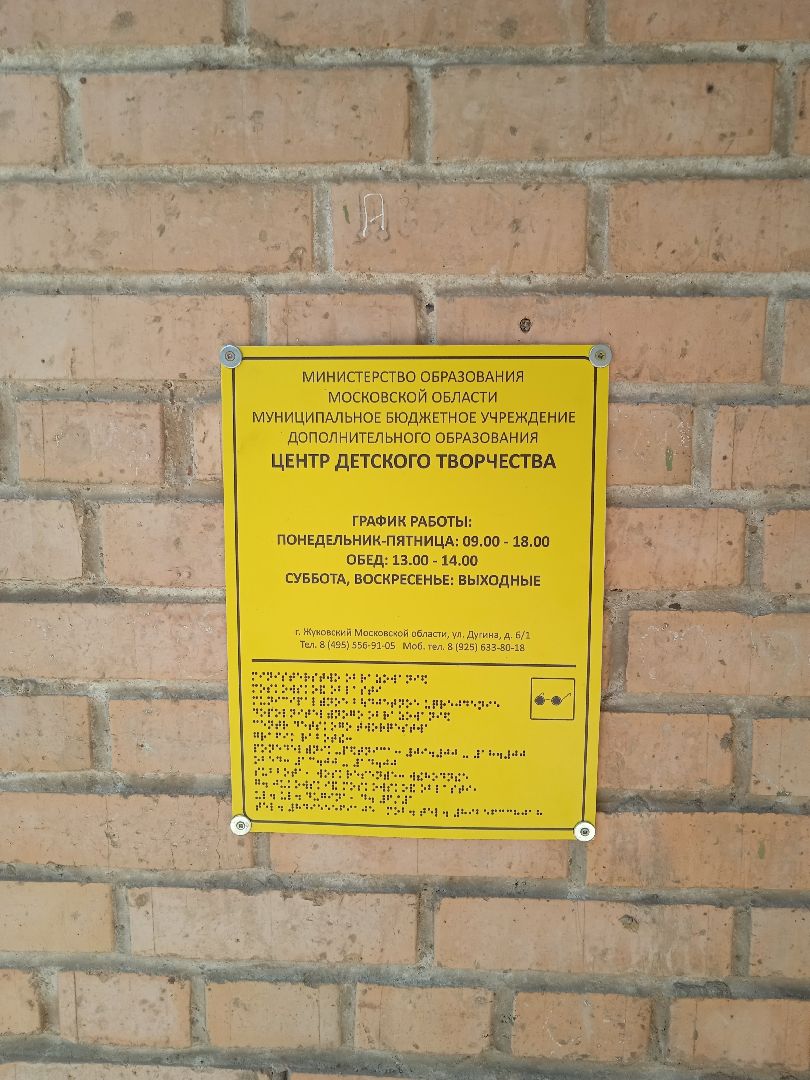 МИНИСТЕРСТВО ОБРАЗОВАНИЯ
МОСКОВСКОЙ ОБЛАСТИ
МУНИЦИПАЛЬНОЕ БЮДЖЕТНОЕ УЧРЕЖДЕНИЕ
ДОПОЛНИТЕЛЬНОГО ОБРАЗОВАНИЯ
ЦЕНТР ДЕТСКОГО ТВОРЧЕСТВА
ГРАФИК РАБОТЫ:
ПОНЕДЕЛЬНИК-ПЯТНИЦА: 09.00 - 18.00
ОБЕД: 13.00 - 14.00
СУББОТА, ВОСКРЕСЕНЬЕ: ВЫХОДНЫЕ
г. Жуковский Московской области, ул. Дугина, д. 6/1
Тел. 8 (495) 556-91-05 Моб. тел. 8 (925) 633-80-18